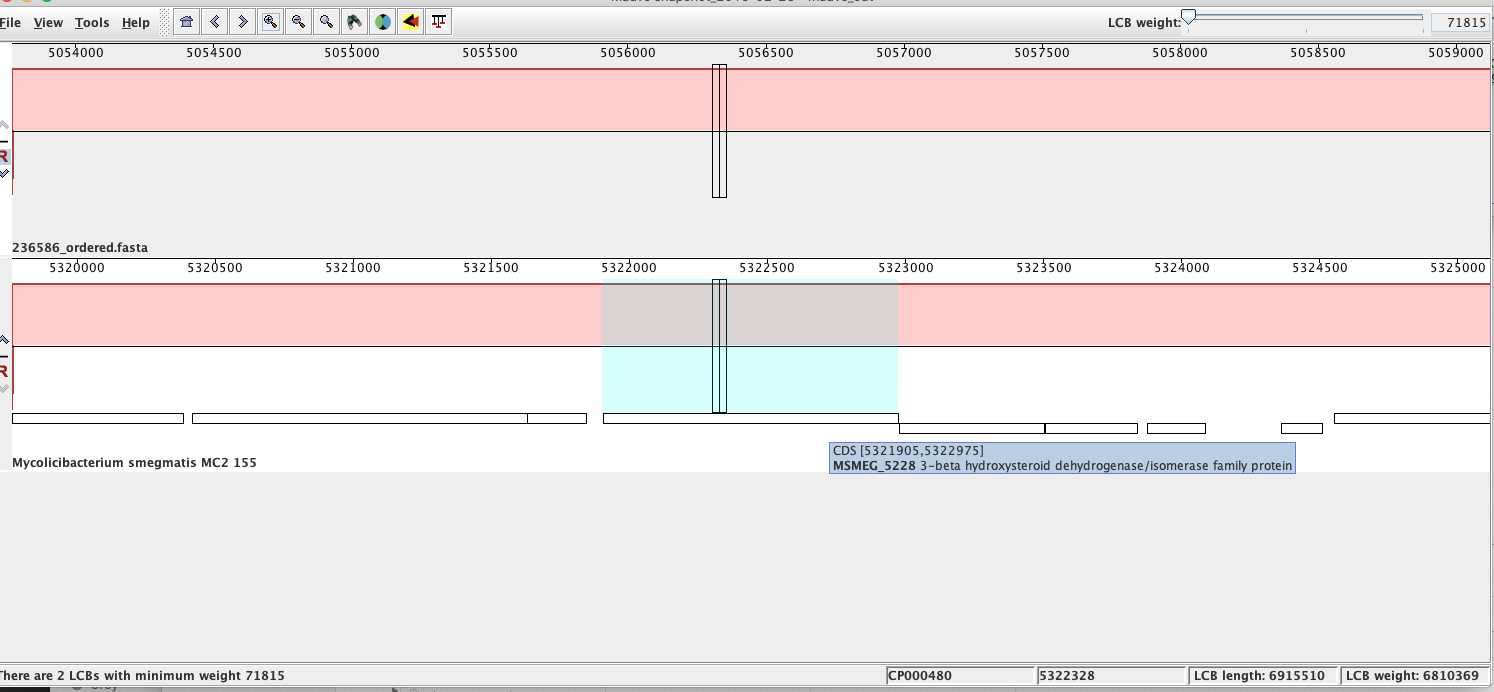 File View Tools Help LCB weight: 71815
5054000 5054500 5055000 5055500 5056000 5056500 5057000 5057500 5058000 5058500 5059000
R
236586_ordered.fasta
5320000 5320500 5321000 5321500 5322000 5322500 5323000 5323500 5324000 5324500 5325000
R
CDS [5321905,5322975]
MSMEG_5228 3-beta hydroxysteroid dehydrogenase/isomerase family protein
Mycolicibacterium smegmatis MC2 155
There are 2 LCBs with minimum weight 71815 CP000480 5322328 LCB length: 6915510 LCB weight: 6810369